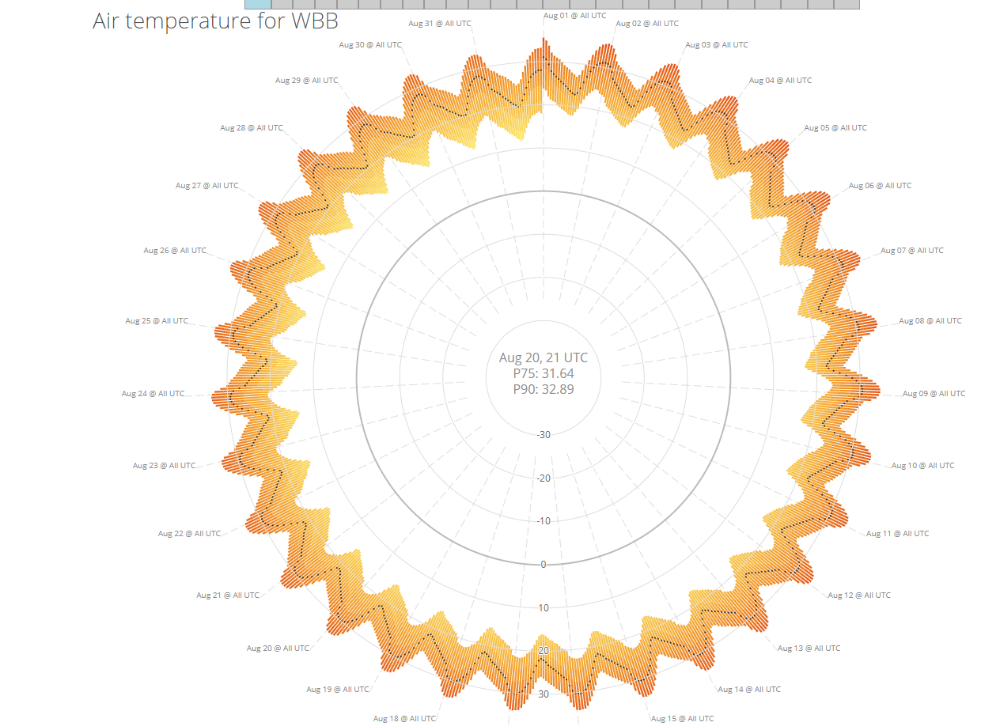 Air temperature for WBB
Aug 01 @ All UTC
Aug 02 @ All UTC
Aug 03 @ All UTC
Aug 04 @ All UTC
Aug 05 @ All UTC
Aug 06 @ All UTC
Aug 07 @ All UTC
Aug 08 @ All UTC
Aug 09 @ All UTC
Aug 10 @ All UTC
Aug 11 @ All UTC
Aug 12 @ All UTC
Aug 13 @ All UTC
Aug 14 @ All UTC
Aug 15 @ All UTC
Aug 18 @ All UTC
Aug 19 @ All UTC
Aug 20 @ All UTC
Aug 21 @ All UTC
Aug 22 @ All UTC
Aug 23 @ All UTC
Aug 24 @ All UTC
Aug 25 @ All UTC
Aug 26 @ All UTC
Aug 27 @ All UTC
Aug 28 @ All UTC
Aug 29 @ All UTC
Aug 30 @ All UTC
Aug 31 @ All UTC
Aug 20, 21 UTC
P75: 31.64
P90: 32.89
-30
-20
-10
0
10
20
30